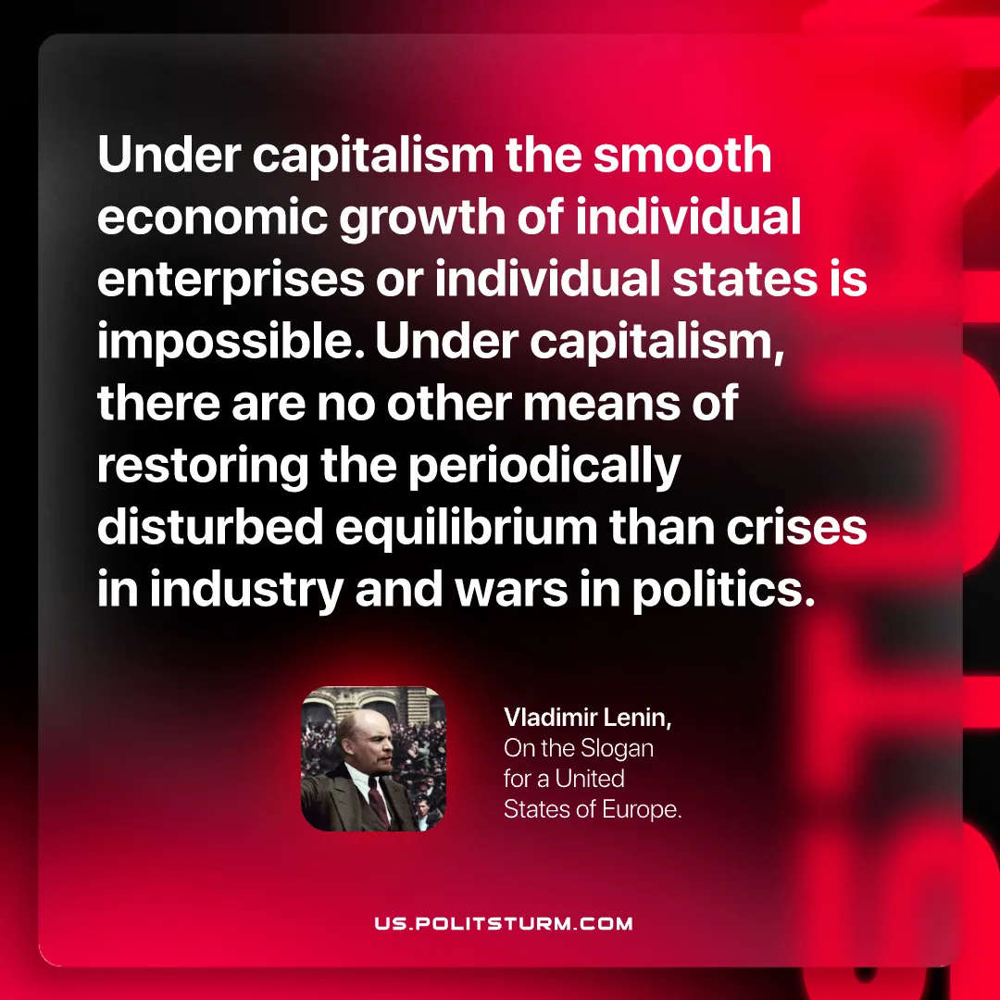 Under capitalism the smooth
economic growth of individual
enterprises or individual states is
impossible. Under capitalism,
there are no other means of
restoring the periodically
disturbed equilibrium than crises
in industry and wars in politics.
Vladimir Lenin,
On the Slogan
for a United
States of Europe.
US.POLITSTURM.COM